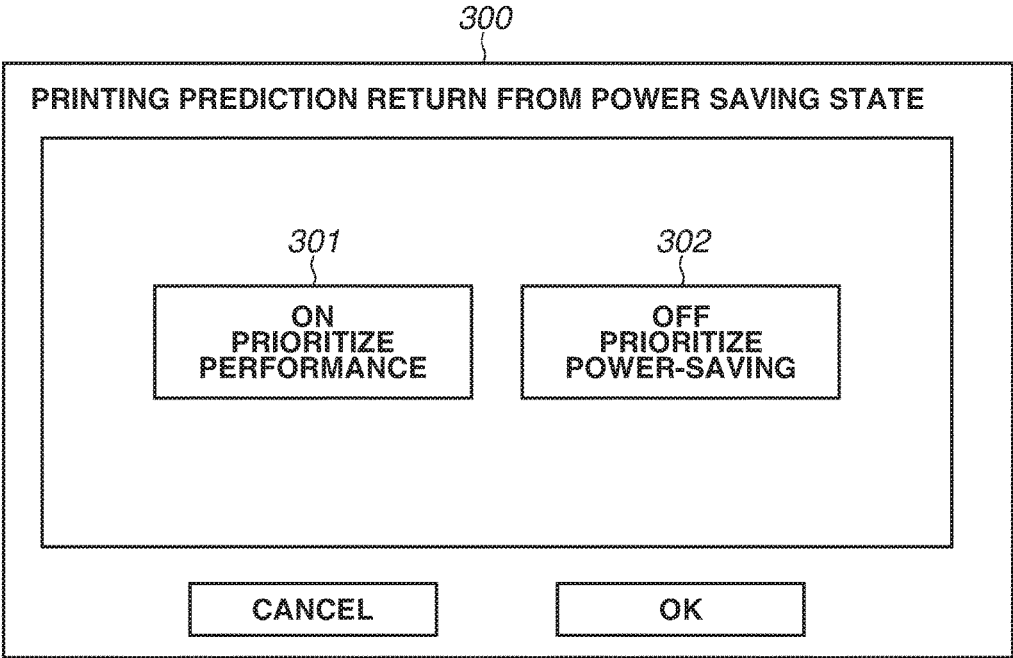 300
PRINTING PREDICTION RETURN FROM POWER SAVING STATE
301
302
ON
PRIORITIZE
PERFORMANCE
OFF
PRIORITIZE
POWER-SAVING
CANCEL
OK